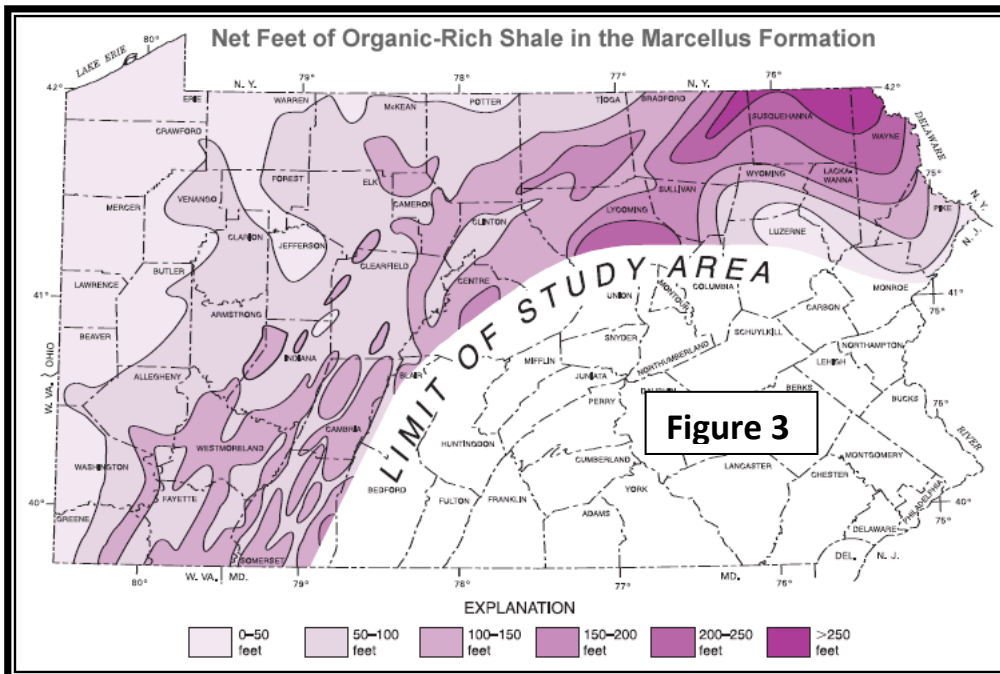 Net Feet of Organic-Rich Shale in the Marcellus Formation
80°
LAKE ERIE
42°
N. Y.
79°
78°
77°
N. Y.
76°
42°
ERIE
WARREN
McKEAN
POTTER
TIOGA
BRADFORD
SUSQUEHANNA
WAYNE
DELAWARE
CRAWFORD
FOREST
ELK
CAMERON
SULLIVAN
WYOMING
LACKA-
WANNA
75°
N. Y.
N. J.
MERCER
VENANGO
CLINTON
LYCOMING
PIKE
CLARION
JEFFERSON
LUZERNE
BUTLER
CLEARFIELD
CENTRE
LAWRENCE
41°
COLUMBIA
MONROE
41°
75°
UNION
MONTOUR
CARBON
ARMSTRONG
BEAVER
INDIANA
SNYDER
NORTHUMBERLAND
SCHUYLKILL
NORTHAMPTON
OHIO
W. VA.
ALLEGHENY
BLAIR
MIFFLIN
JUNIATA
LEHIGH
PERRY
DAUPHIN
BERKS
BUCKS
75°
LIMIT OF STUDY AREA
Figure 3
CAMBRIA
WESTMORELAND
HUNTINGDON
CUMBERLAND
LANCASTER
MONTGOMERY
RIVER
WASHINGTON
CHESTER
40°
FAYETTE
BEDFORD
FULTON
FRANKLIN
YORK
PHILADELPHIA
40°
75°
GREENE
ADAMS
DELAWARE
SOMERSET
DEL.
N. J.
80°
W. VA.
MD.
79°
78°
77°
MD.
76°
EXPLANATION
0–50 feet
50–100 feet
100–150 feet
150–200 feet
200–250 feet
>250 feet